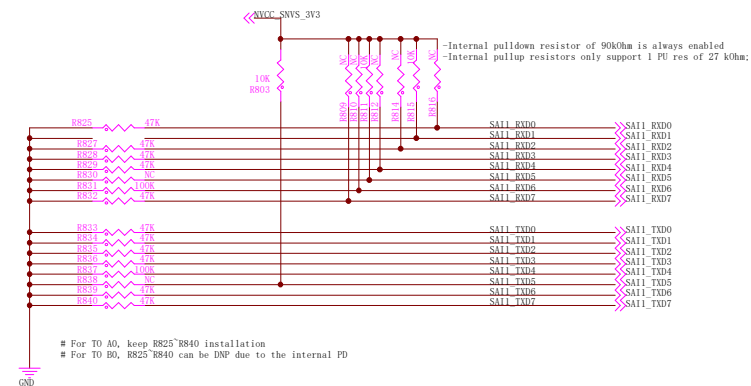 NVCC_SNVS_3V3
-Internal pulldown resistor of 90kOhm is always enabled
-Internal pullup resistors only support 1 PU res of 27 kOhm;
10K
R803
NC
NC
10K
NC
NC
10K
NC
R809
R810
R811
R812
R814
R815
R816
R825 47K SAI1_RXD0 SAI1_RXD0
SAI1_RXD1 SAI1_RXD1
R827 47K SAI1_RXD2 SAI1_RXD2
R828 47K SAI1_RXD3 SAI1_RXD3
R829 47K SAI1_RXD4 SAI1_RXD4
R830 NC SAI1_RXD5 SAI1_RXD5
R831 100K SAI1_RXD6 SAI1_RXD6
R832 47K SAI1_RXD7 SAI1_RXD7
R833 47K SAI1_TXD0 SAI1_TXD0
R834 47K SAI1_TXD1 SAI1_TXD1
R835 47K SAI1_TXD2 SAI1_TXD2
R836 47K SAI1_TXD3 SAI1_TXD3
R837 100K SAI1_TXD4 SAI1_TXD4
R838 NC SAI1_TXD5 SAI1_TXD5
R839 47K SAI1_TXD6 SAI1_TXD6
R840 47K SAI1_TXD7 SAI1_TXD7
# For TO A0, keep R825~R840 installation
# For TO B0, R825~R840 can be DNP due to the internal PD
GND